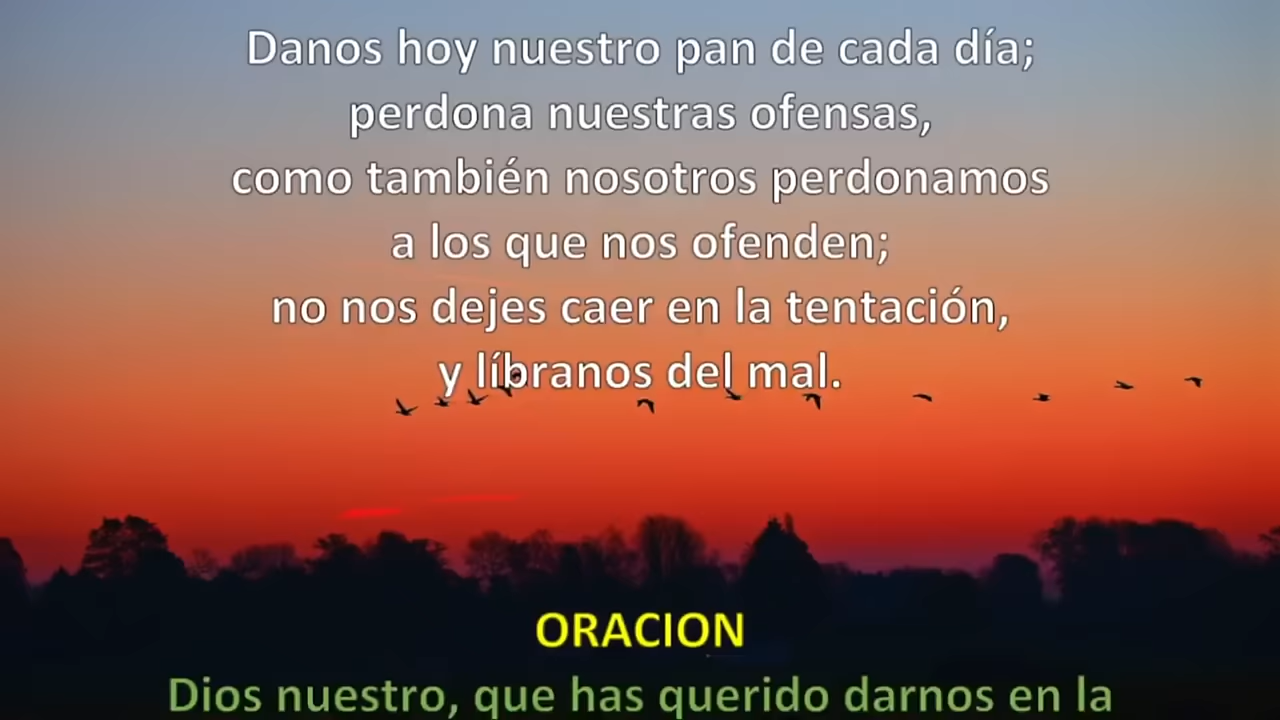 Danos hoy nuestro pan de cada día;
perdona nuestras ofensas,
como también nosotros perdonamos
a los que nos ofenden;
no nos dejes caer en la tentación,
y líbranos del mal.
ORACION
Dios nuestro, que has querido darnos en la